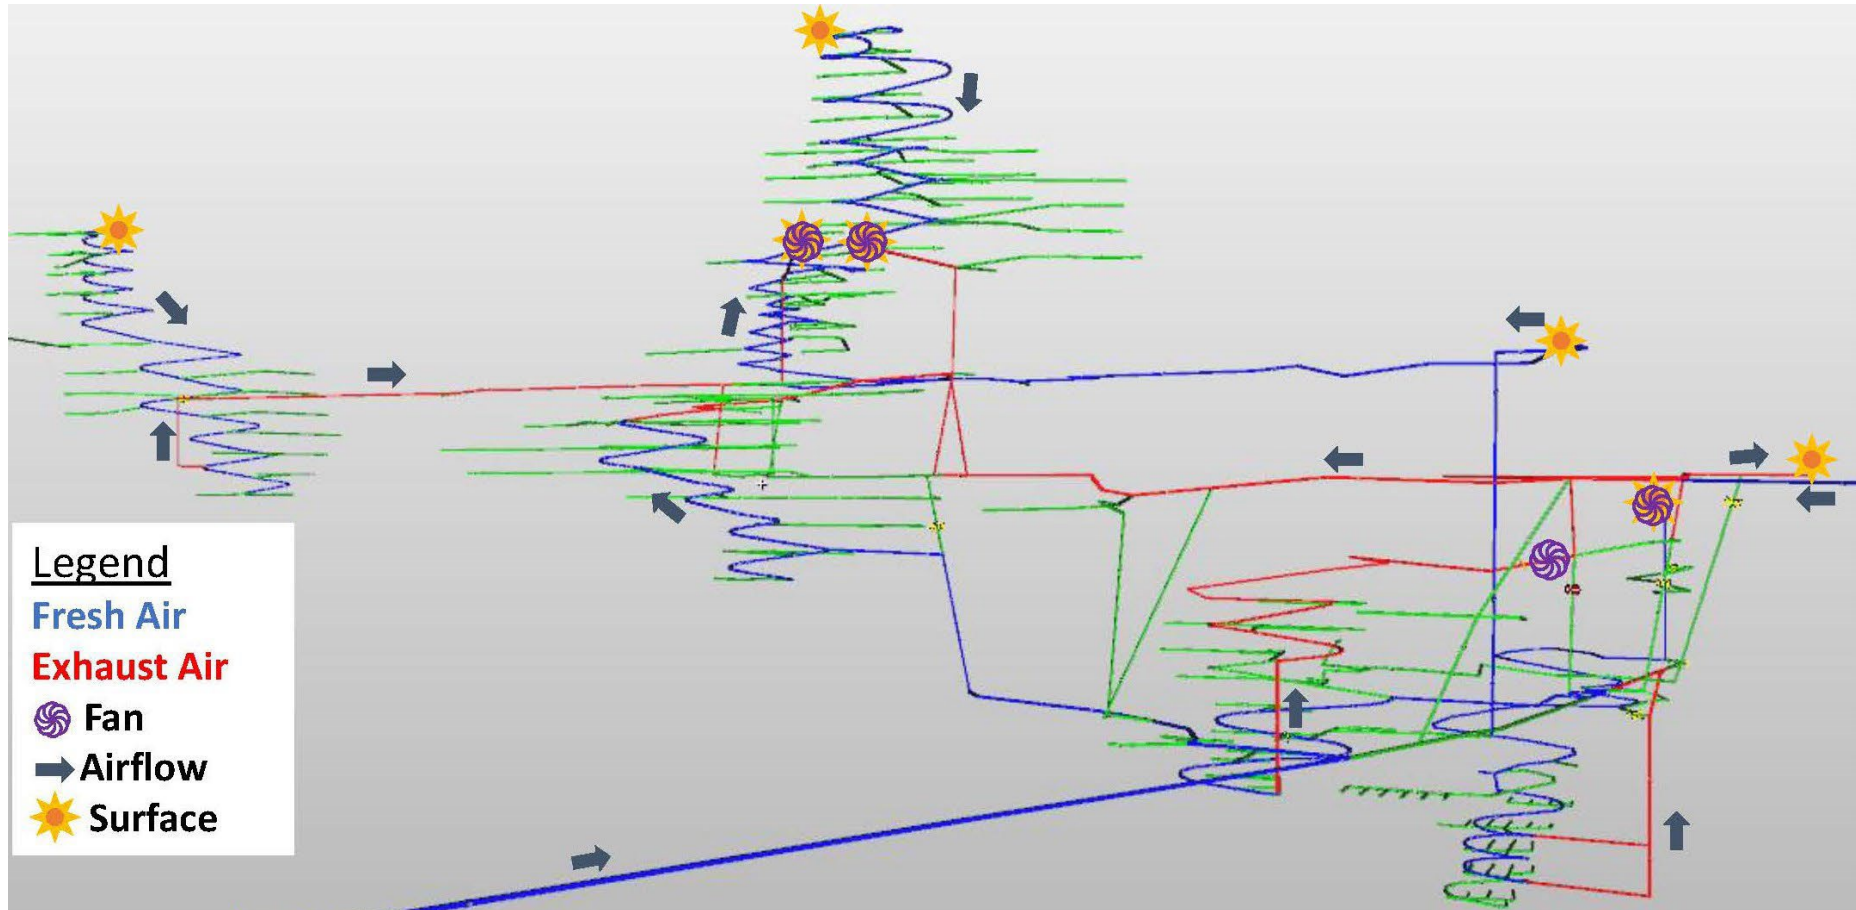 Legend
Fresh Air
Exhaust Air
Fan
Airflow
Surface